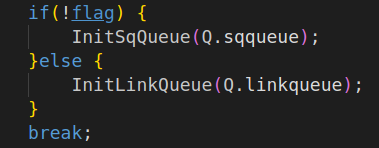 if(!flag) {
    InitSqQueue(Q.sqqueue);
}else {
    InitLinkQueue(Q.linkqueue);
}
break;